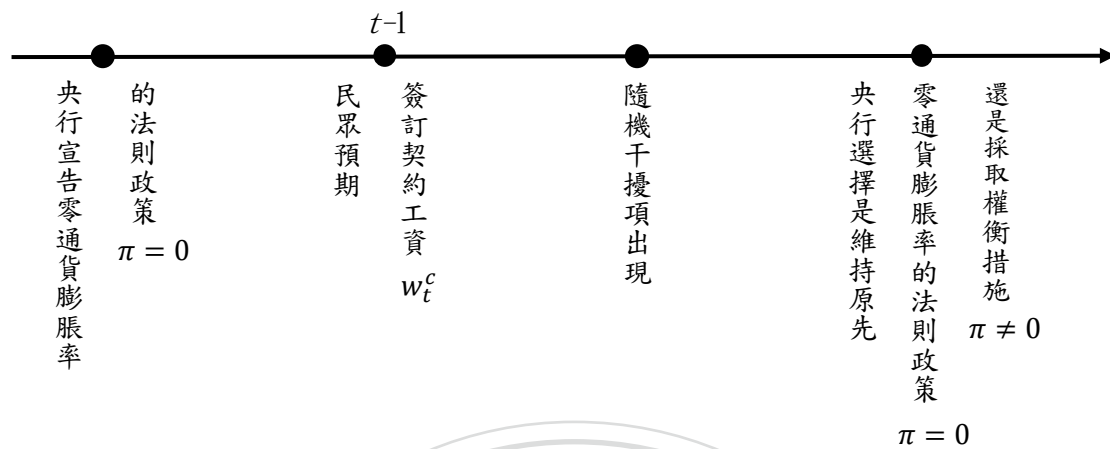 t−1
央行宣告零通貨膨脹率
的法則政策
π = 0
民眾預期
簽訂契約工資
w_t^c
隨機干擾項出現
央行選擇是維持原先
零通貨膨脹率的法則政策
π = 0
還是採取權衡措施
π ≠ 0